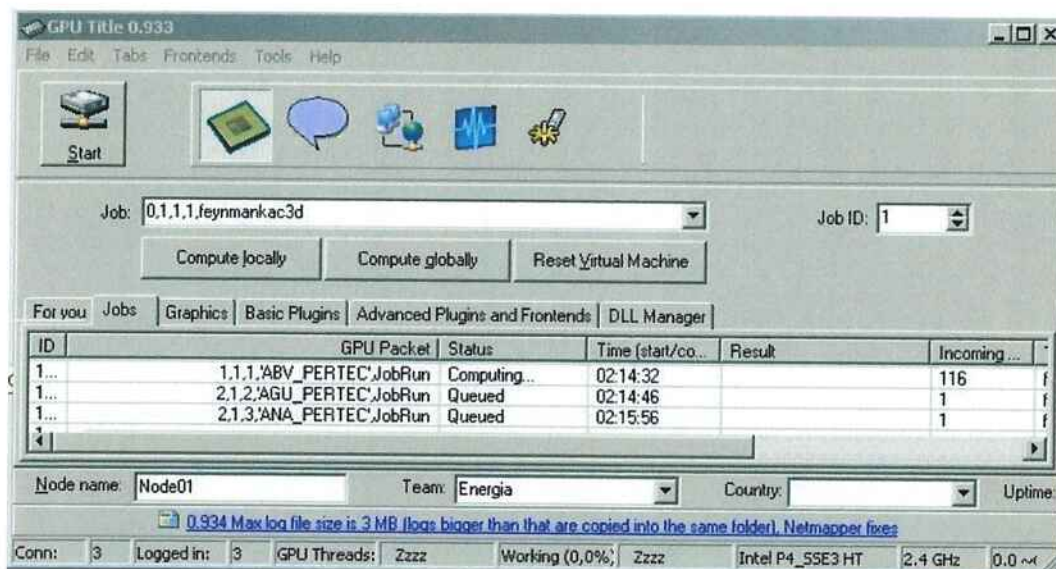 GPU Title 0.933
File Edit Tabs Frontends Tools Help
Start
Job: 0,1,1,1,feynmankac3d Job ID: 1
Compute locally Compute globally Reset Virtual Machine
For you Jobs Graphics Basic Plugins Advanced Plugins and Frontends DLL Manager
ID GPU Packet Status Time (start/co... Result Incoming ...
1... 1,1,1,'ABV_PERTEC',JobRun Computing... 02:14:32 116
1... 2,1,2,'AGU_PERTEC',JobRun Queued 02:14:46 1
1... 2,1,3,'ANA_PERTEC',JobRun Queued 02:15:56 1
Node name: Node01 Team: Energia Country: Uptime:
0.934 Max log file size is 3 MB (logs bigger than that are copied into the same folder), Netmapper fixes
Conn: 3 Logged in: 3 GPU Threads: Zzzz Working (0,0%) Zzzz Intel P4_SSE3 HT 2.4 GHz 0.0